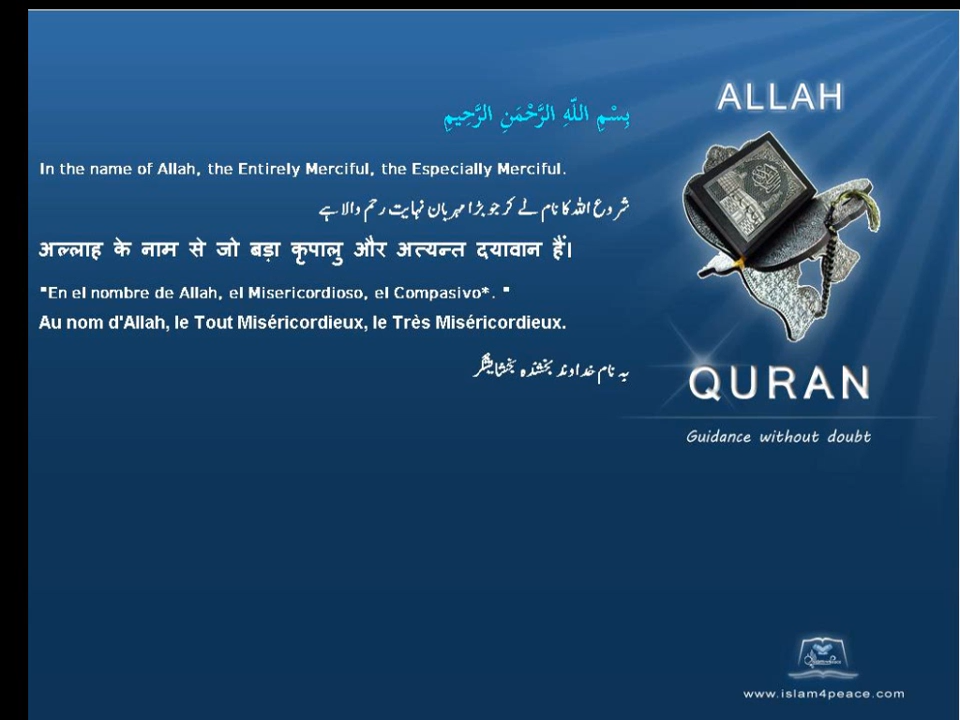 بِسْمِ اللّهِ الرَّحْمَنِ الرَّحِيمِ
In the name of Allah, the Entirely Merciful, the Especially Merciful.
شروع الله کا نام لے کر جو بڑا مہربان نہایت رحم والا ہے
अल्लाह के नाम से जो बड़ा कृपालु और अत्यन्त दयावान हैं।
"En el nombre de Allah, el Misericordioso, el Compasivo*. "
Au nom d'Allah, le Tout Miséricordieux, le Très Miséricordieux.
به نام خداوند بخشنده بخشایشگر
ALLAH
QURAN
Guidance without doubt
www.islam4peace.com